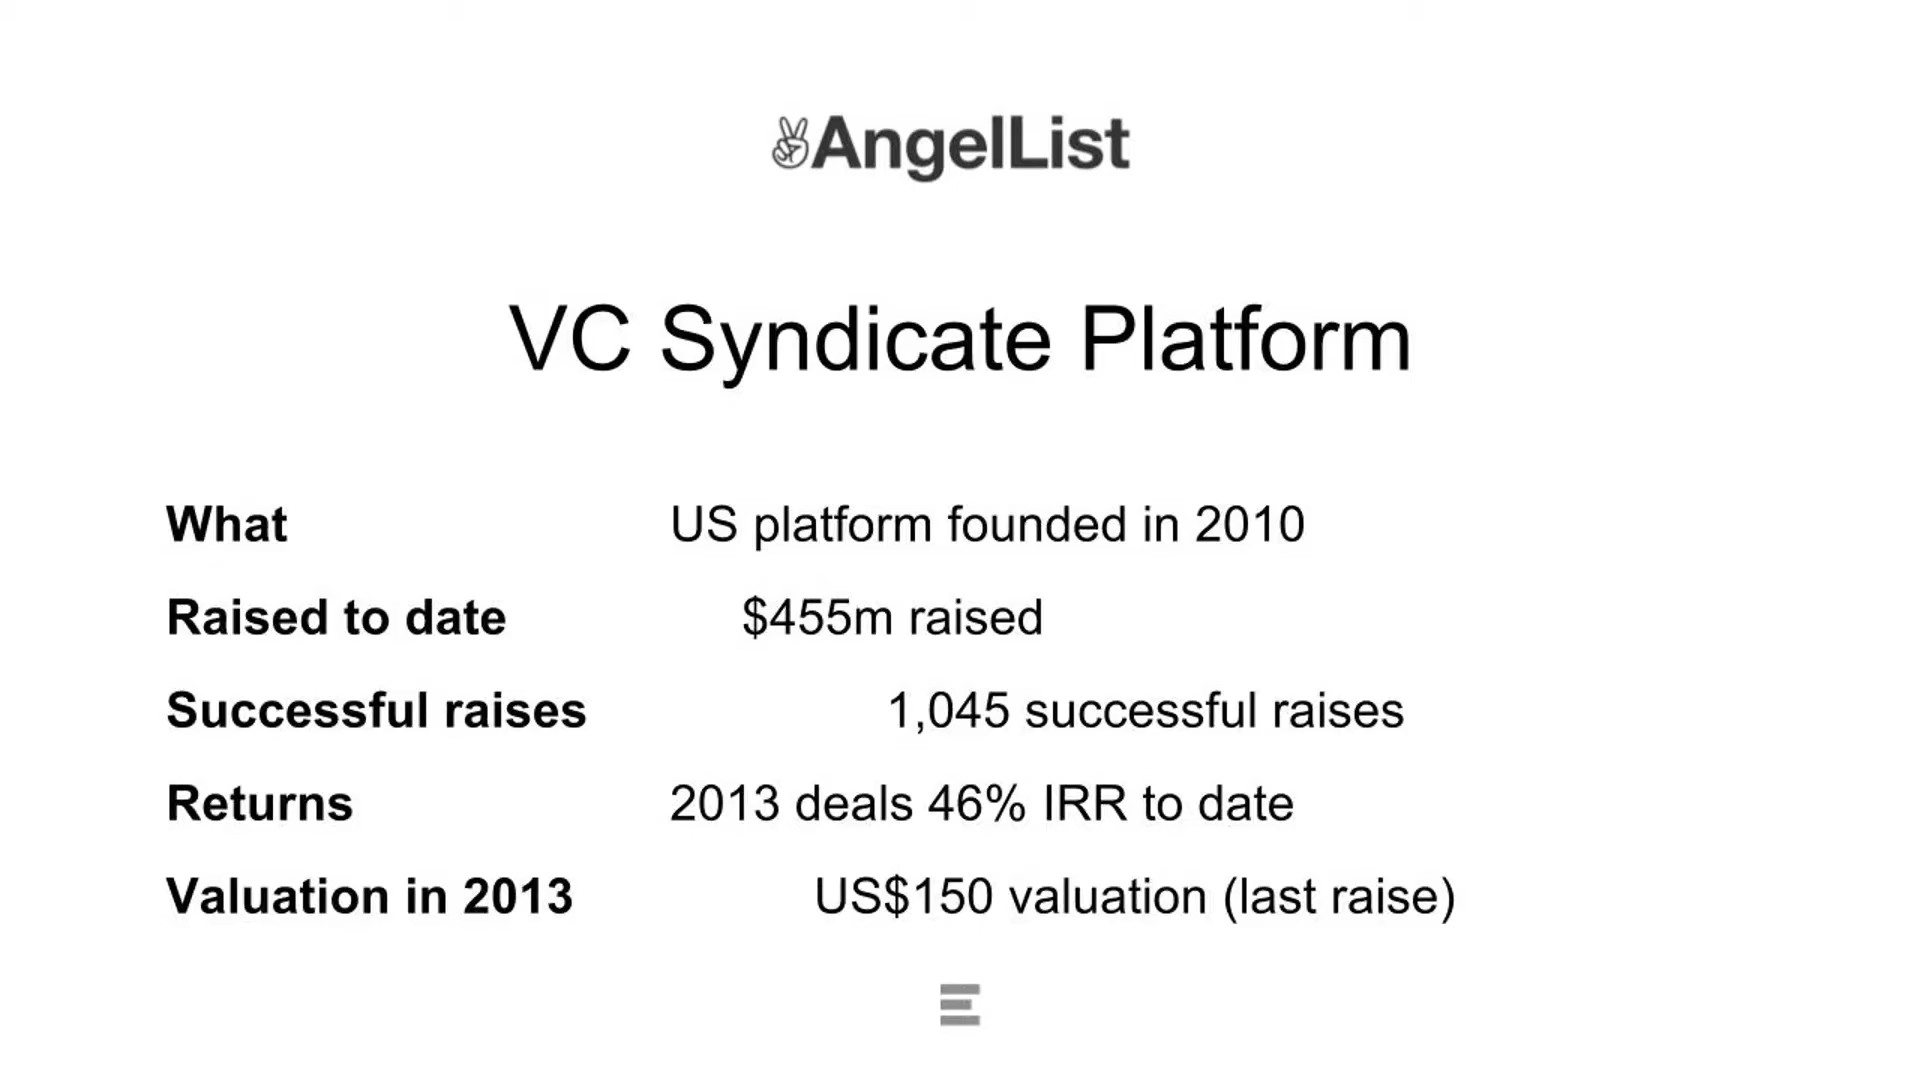 AngelList
VC Syndicate Platform
What US platform founded in 2010
Raised to date $455m raised
Successful raises 1,045 successful raises
Returns 2013 deals 46% IRR to date
Valuation in 2013 US$150 valuation (last raise)